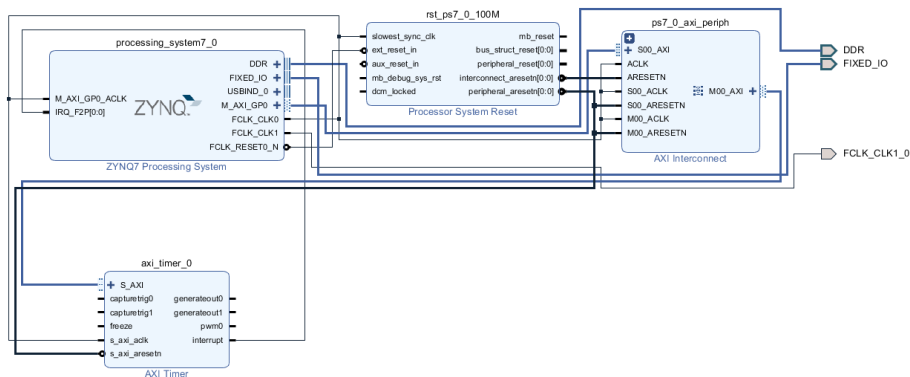 processing_system7_0
DDR
FIXED_IO
USBIND_0
M_AXI_GP0
FCLK_CLK0
FCLK_CLK1
FCLK_RESET0_N
M_AXI_GP0_ACLK
IRQ_F2P[0:0]
ZYNQ
ZYNQ7 Processing System
rst_ps7_0_100M
slowest_sync_clk
ext_reset_in
aux_reset_in
mb_debug_sys_rst
dcm_locked
mb_reset
bus_struct_reset[0:0]
peripheral_reset[0:0]
interconnect_aresetn[0:0]
peripheral_aresetn[0:0]
Processor System Reset
ps7_0_axi_periph
S00_AXI
ACLK
ARESETN
S00_ACLK
S00_ARESETN
M00_ACLK
M00_ARESETN
M00_AXI
AXI Interconnect
DDR
FIXED_IO
FCLK_CLK1_0
axi_timer_0
S_AXI
capturetrig0
capturetrig1
freeze
s_axi_aclk
s_axi_aresetn
generateout0
generateout1
pwm0
interrupt
AXI Timer